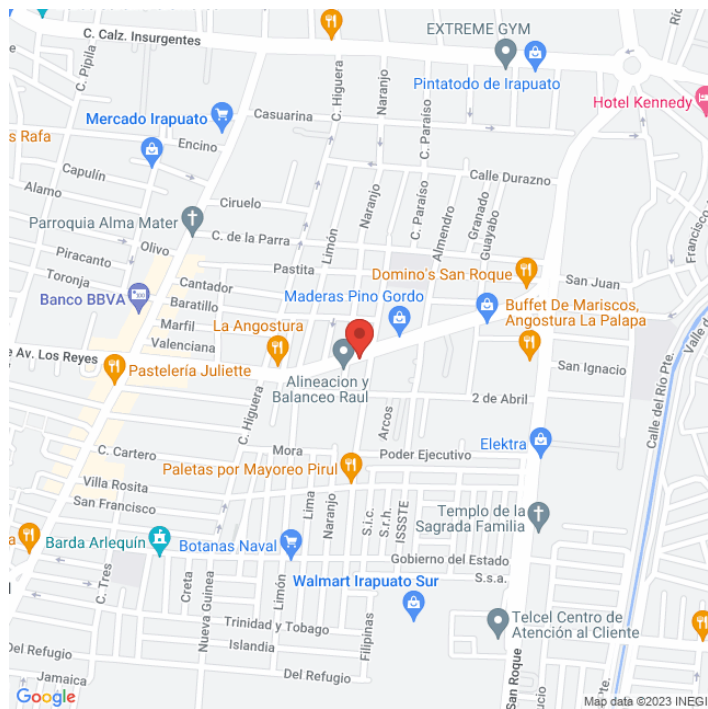 C. Calz. Insurgentes
EXTREME GYM
Pintatodo de Irapuato
Hotel Kennedy
C. Pipila
C. Higuera
Naranjo
C. Paraíso
Casuarina
Mercado Irapuato
s Rafa
Encino
Capulín
Calle Durazno
Alamo
Ciruelo
Limón
Naranjo
C. Paraíso
Almendro
Granado
Guayabo
Parroquia Alma Mater
C. de la Parra
Olivo
Francisco
Piracanto
Pastita
Toronja
Cantador
Domino's San Roque
San Juan
Banco BBVA
Baratillo
Maderas Pino Gordo
Buffet De Mariscos,
Angostura La Palapa
Marfil
La Angostura
Valenciana
e Av. Los Reyes
Valle d
Pastelería Juliette
Alineacion y
Balanceo Raul
San Ignacio
Calle del Río Pte.
C. Higuera
Arcos
2 de Abril
Elektra
Mora
Poder Ejecutivo
C. Cartero
Paletas por Mayoreo Pirul
Villa Rosita
San Francisco
Lima
Naranjo
S.i.c.
S.r.h.
ISSSTE
Templo de la
Sagrada Familia
a
Barda Arlequín
Botanas Naval
Gobierno del Estado
S.s.a.
C. Tres
Creta
Nueva Guinea
Limón
Walmart Irapuato Sur
Telcel Centro de
Atención al Cliente
Trinidad y Tobago
Filipinas
Islandia
Del Refugio
Del Refugio
Jamaica
San Roque
ucio
Pte.
Google
Map data ©2023 INEGI